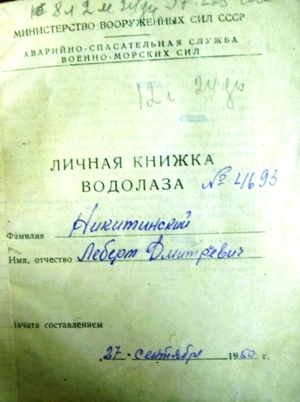 МИНИСТЕРСТВО ВООРУЖЕННЫХ СИЛ СССР
АВАРИЙНО-СПАСАТЕЛЬНАЯ СЛУЖБА
ВОЕННО-МОРСКИХ СИЛ
ЛИЧНАЯ КНИЖКА
ВОДОЛАЗА № 4693
Фамилия Никитинский
Имя, отчество Леберт Дмитревич
Начата составлением
27 - сентября 1950 г.